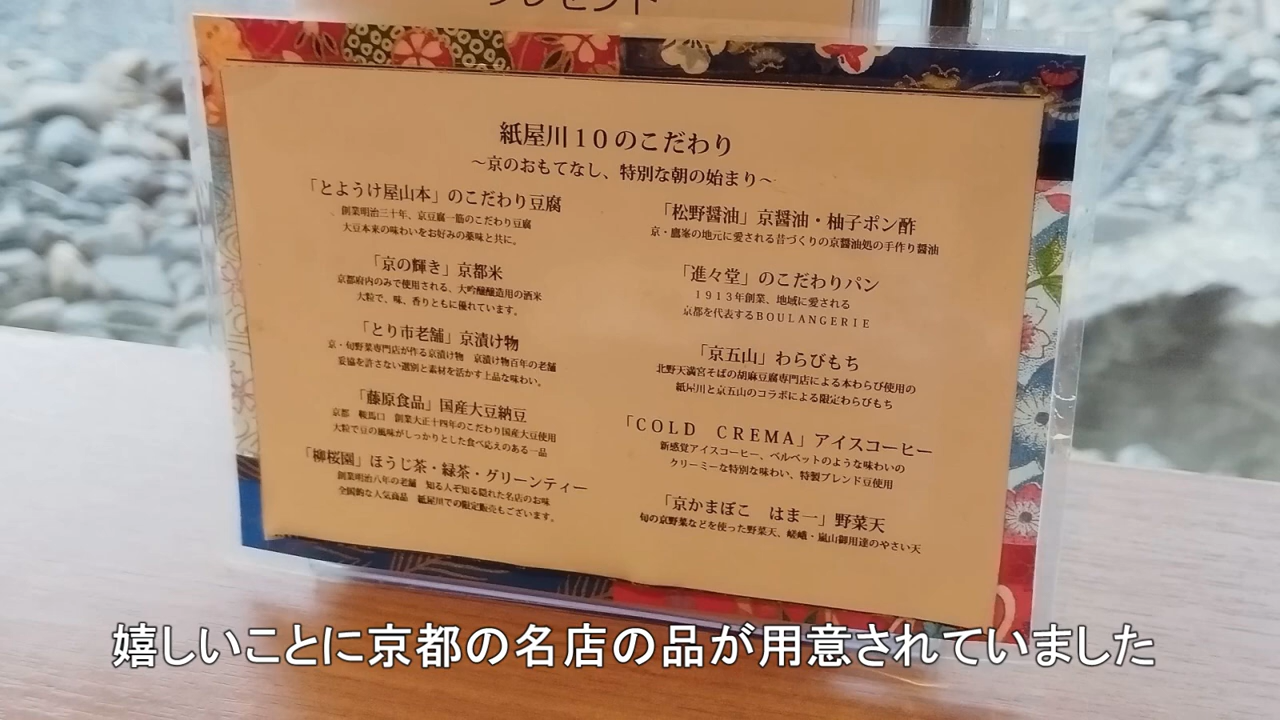 プレゼント
紙屋川10のこだわり
～京のおもてなし、特別な朝の始まり～
「とようけ屋山本」のこだわり豆腐
創業明治三十年、京豆腐一筋のこだわり豆腐
大豆本来の味わいをお好みの薬味と共に。
「京の輝き」京都米
京都府内のみで使用される、大吟醸醸造用の酒米
大粒で、味、香りともに優れています。
「とり市老舗」京漬け物
京・旬野菜専門店が作る京漬け物 京漬け物百年の老舗
妥協を許さない選別と素材を活かす上品な味わい。
「藤原食品」国産大豆納豆
京都 鞍馬口 創業大正十四年のこだわり国産大豆使用
大粒で豆の風味がしっかりとした食べ応えのある一品
「柳桜園」ほうじ茶・緑茶・グリーンティー
創業明治八年の老舗 知る人ぞ知る隠れた名店のお味
全国的な人気商品 紙屋川での限定販売もございます。
「松野醤油」京醤油・柚子ポン酢
京・鷹峯の地元に愛される昔づくりの京醤油処の手作り醤油
「進々堂」のこだわりパン
1913年創業、地域に愛される
京都を代表するBOULANGERIE
「京五山」わらびもち
北野天満宮そばの胡麻豆腐専門店による本わらび使用の
紙屋川と京五山のコラボによる限定わらびもち
「COLD CREMA」アイスコーヒー
新感覚アイスコーヒー、ベルベットのような味わいの
クリーミーな特別な味わい、特製ブレンド豆使用
「京かまぼこ はま一」野菜天
旬の京野菜などを使った野菜天、嵯峨・嵐山御用達のやさい天
嬉しいことに京都の名店の品が用意されていました